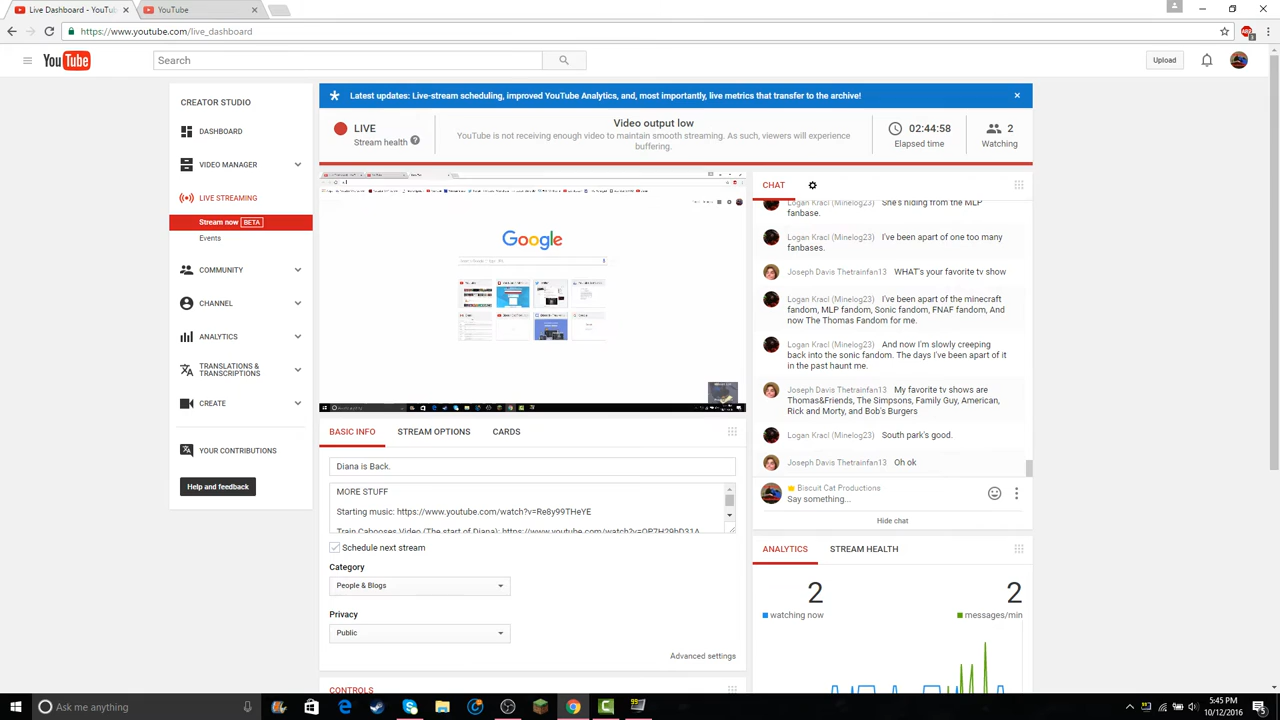 Live Dashboard - YouTu
YouTube
https://www.youtube.com/live_dashboard
YouTube
Search
Upload
CREATOR STUDIO
DASHBOARD
VIDEO MANAGER
LIVE STREAMING
Stream now BETA
Events
COMMUNITY
CHANNEL
ANALYTICS
TRANSLATIONS &
TRANSCRIPTIONS
CREATE
YOUR CONTRIBUTIONS
Help and feedback
Latest updates: Live-stream scheduling, improved YouTube Analytics, and, most importantly, live metrics that transfer to the archive!
LIVE
Stream health
Video output low
YouTube is not receiving enough video to maintain smooth streaming. As such, viewers will experience
buffering.
02:44:58
Elapsed time
2
Watching
Google
BASIC INFO STREAM OPTIONS CARDS
Diana is Back.
MORE STUFF
Starting music: https://www.youtube.com/watch?v=Re8y99THeYE
Train Cabooses Video (The start of Diana):
Schedule next stream
Category
People & Blogs
Privacy
Public
Advanced settings
CONTROLS
CHAT
Logan Kracl (Minelog23) She's hiding from the MLP
fanbase.
Logan Kracl (Minelog23) I've been apart of one too many
fanbases.
Joseph Davis Thetrainfan13 WHAT's your favorite tv show
Logan Kracl (Minelog23) I've been apart of the minecraft
fandom, MLP fandom, Sonic fandom, FNAF fandom, And
now The Thomas Fandom for me.
Logan Kracl (Minelog23) And now I'm slowly creeping
back into the sonic fandom. The days I've been apart of it
in the past haunt me.
Joseph Davis Thetrainfan13 My favorite tv shows are
Thomas&Friends, The Simpsons, Family Guy, American,
Rick and Morty, and Bob's Burgers
Logan Kracl (Minelog23) South park's good.
Joseph Davis Thetrainfan13 Oh ok
Biscuit Cat Productions
Say something...
Hide chat
ANALYTICS STREAM HEALTH
2
watching now
2
messages/min
Ask me anything
5:45 PM
10/12/2016